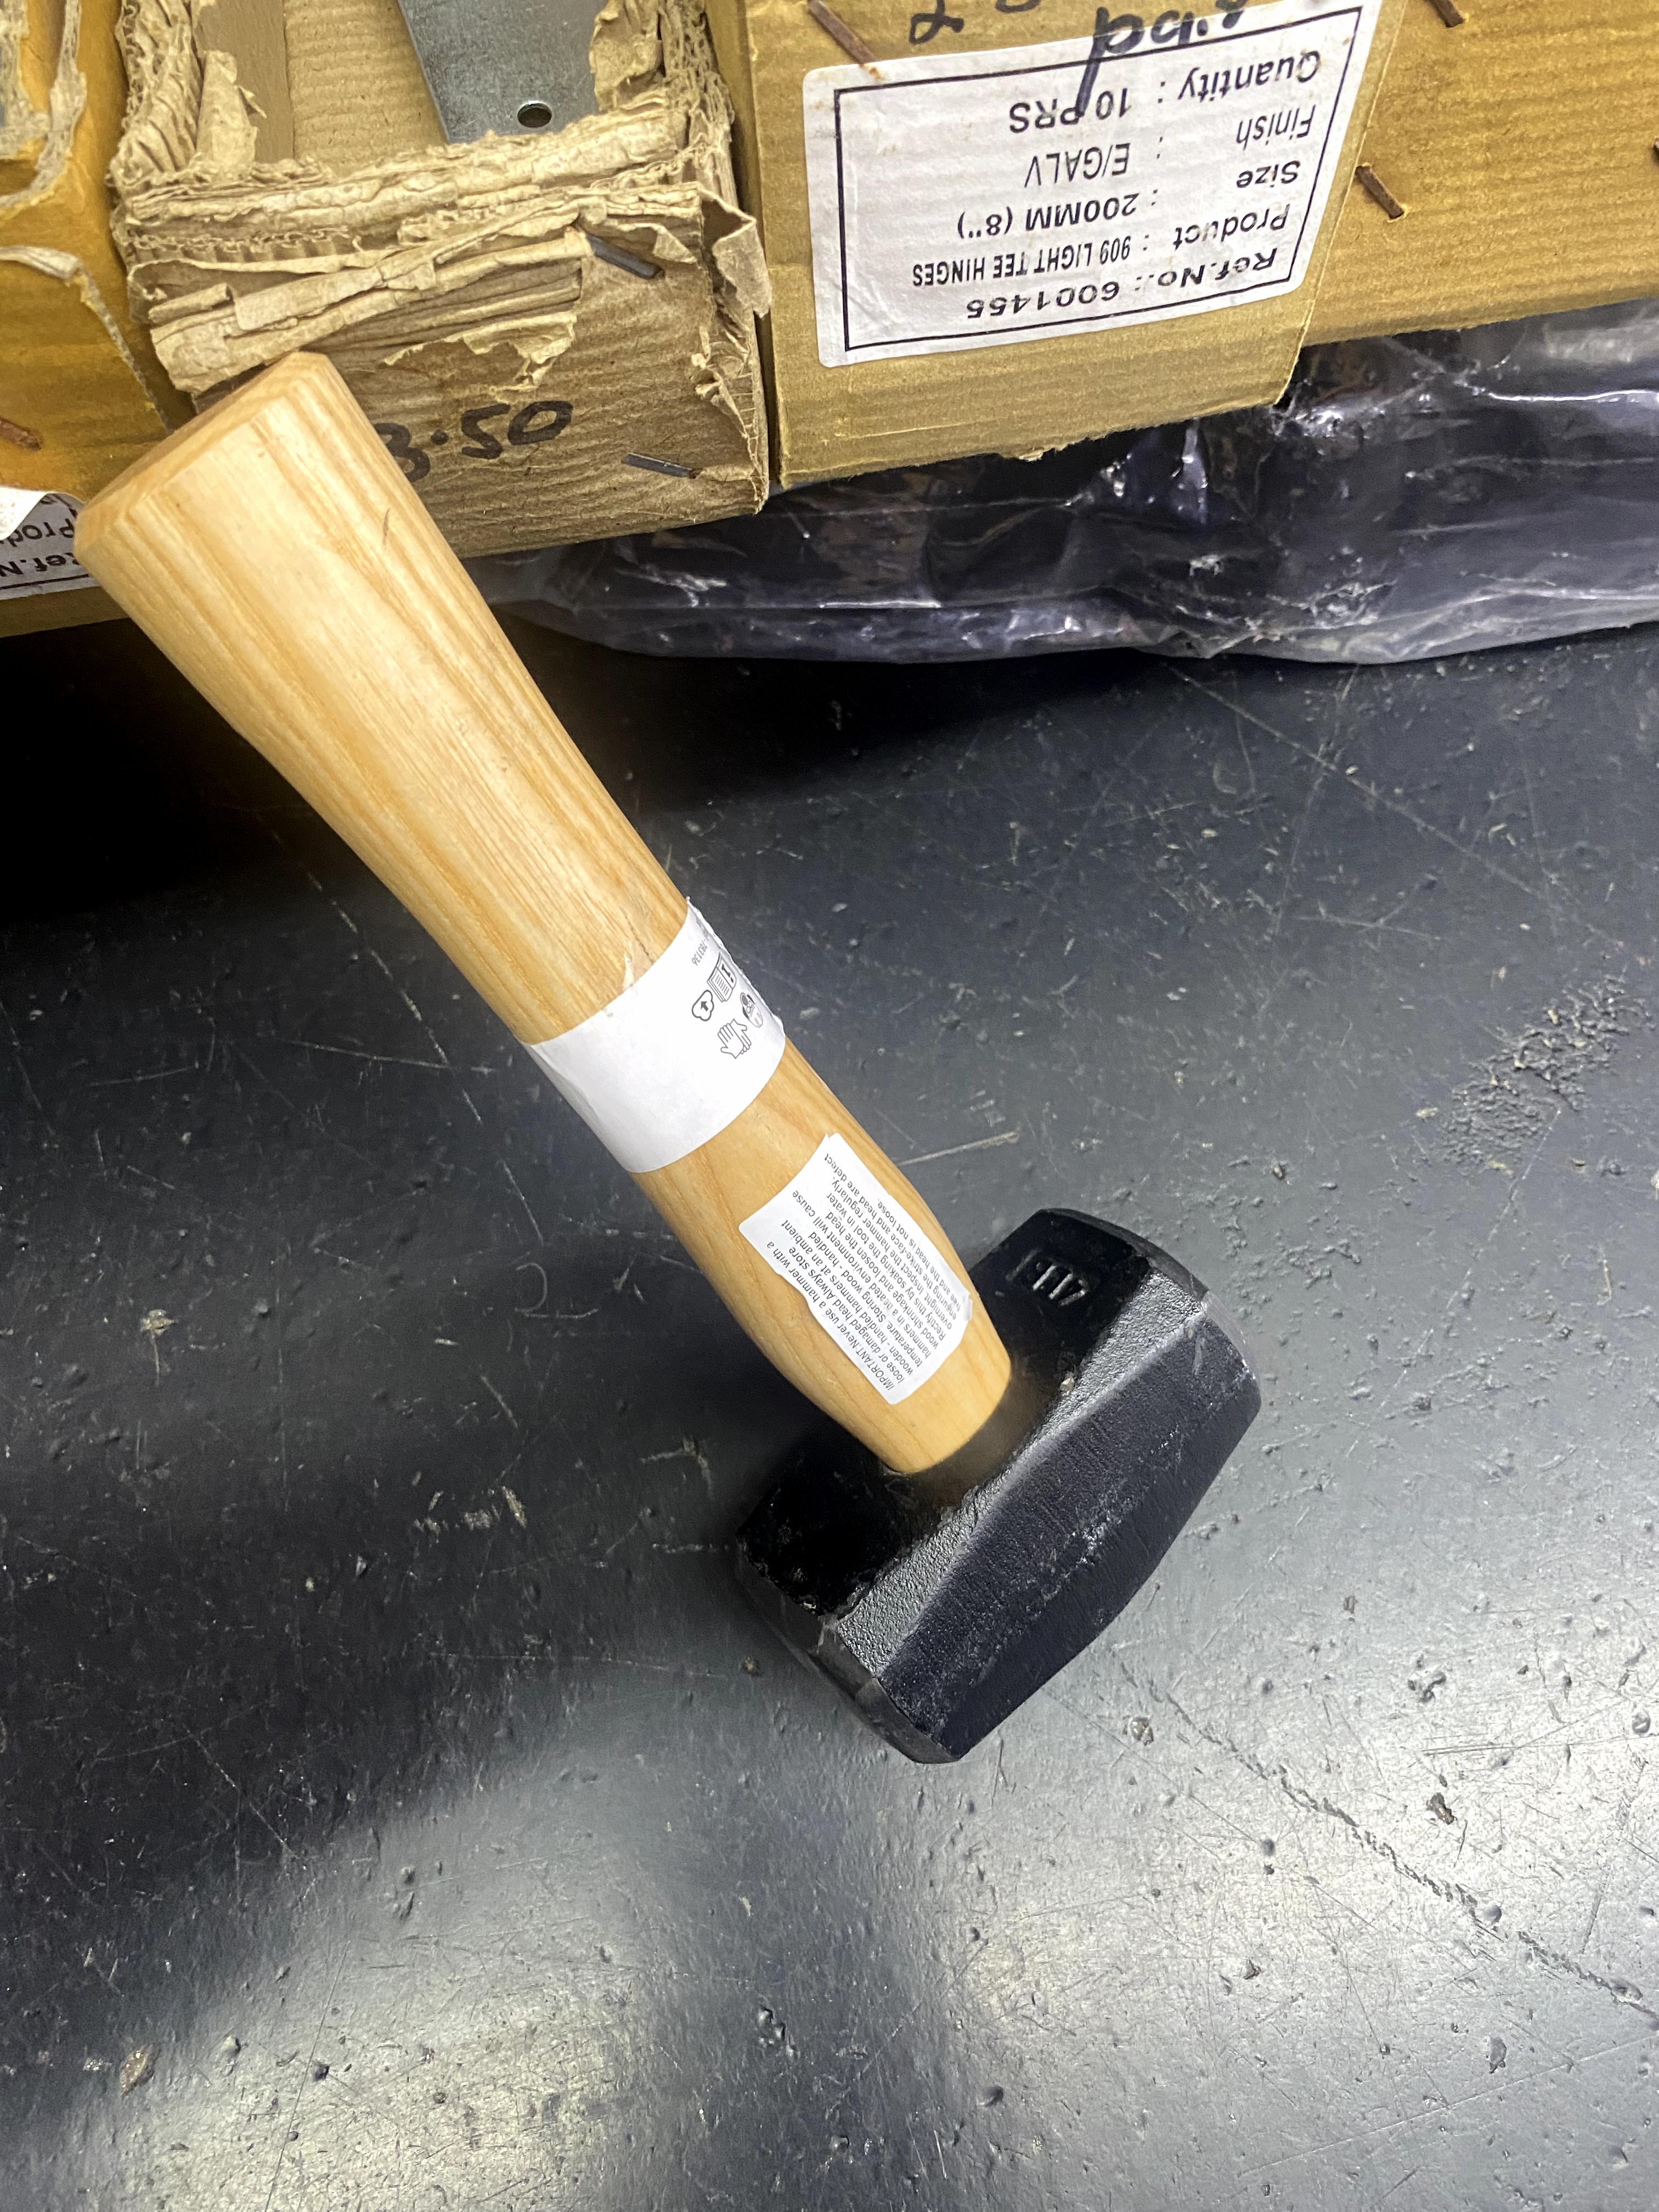 IMPORTANT.Never use a hammer with a
loose or damaged head.Always store
wooden - handled hammers at an ambient
temperature. Storing wood - handled
hammers in a heated environment will cause
wood shrinkage and loosen the head.
Rectify this by soaking the tool in water
overnight. Inspect the hammer regularly,
ensuring the strike-face and head are defect
free and the head is not loose.
4LB
3.50
Ref.No.: 6001455
Product : 909 LIGHT TEE HINGES
Size : 200MM (8")
Finish : E/GALV
Quantity : 10 PRS